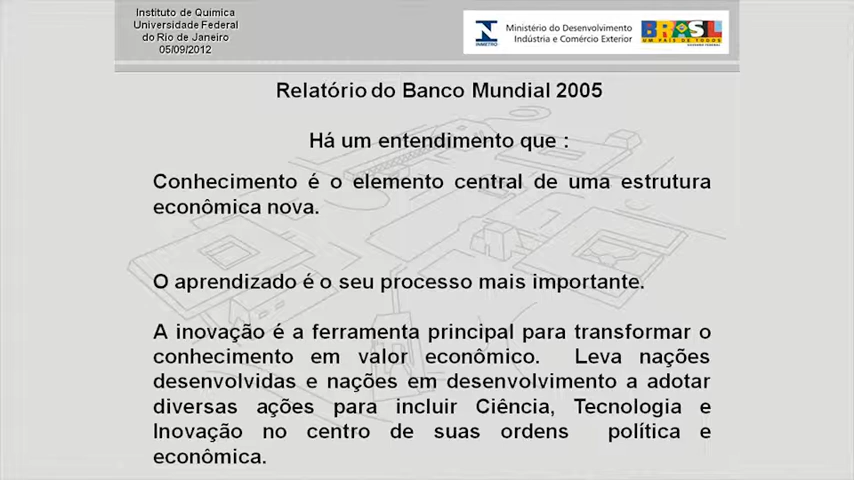 Instituto de Química
Universidade Federal
do Rio de Janeiro
05/09/2012
INMETRO
Ministério do Desenvolvimento
Indústria e Comércio Exterior
BRASIL
UM PAÍS DE TODOS
GOVERNO FEDERAL
Relatório do Banco Mundial 2005
Há um entendimento que :
Conhecimento é o elemento central de uma estrutura
econômica nova.
O aprendizado é o seu processo mais importante.
A inovação é a ferramenta principal para transformar o
conhecimento em valor econômico. Leva nações
desenvolvidas e nações em desenvolvimento a adotar
diversas ações para incluir Ciência, Tecnologia e
Inovação no centro de suas ordens política e
econômica.